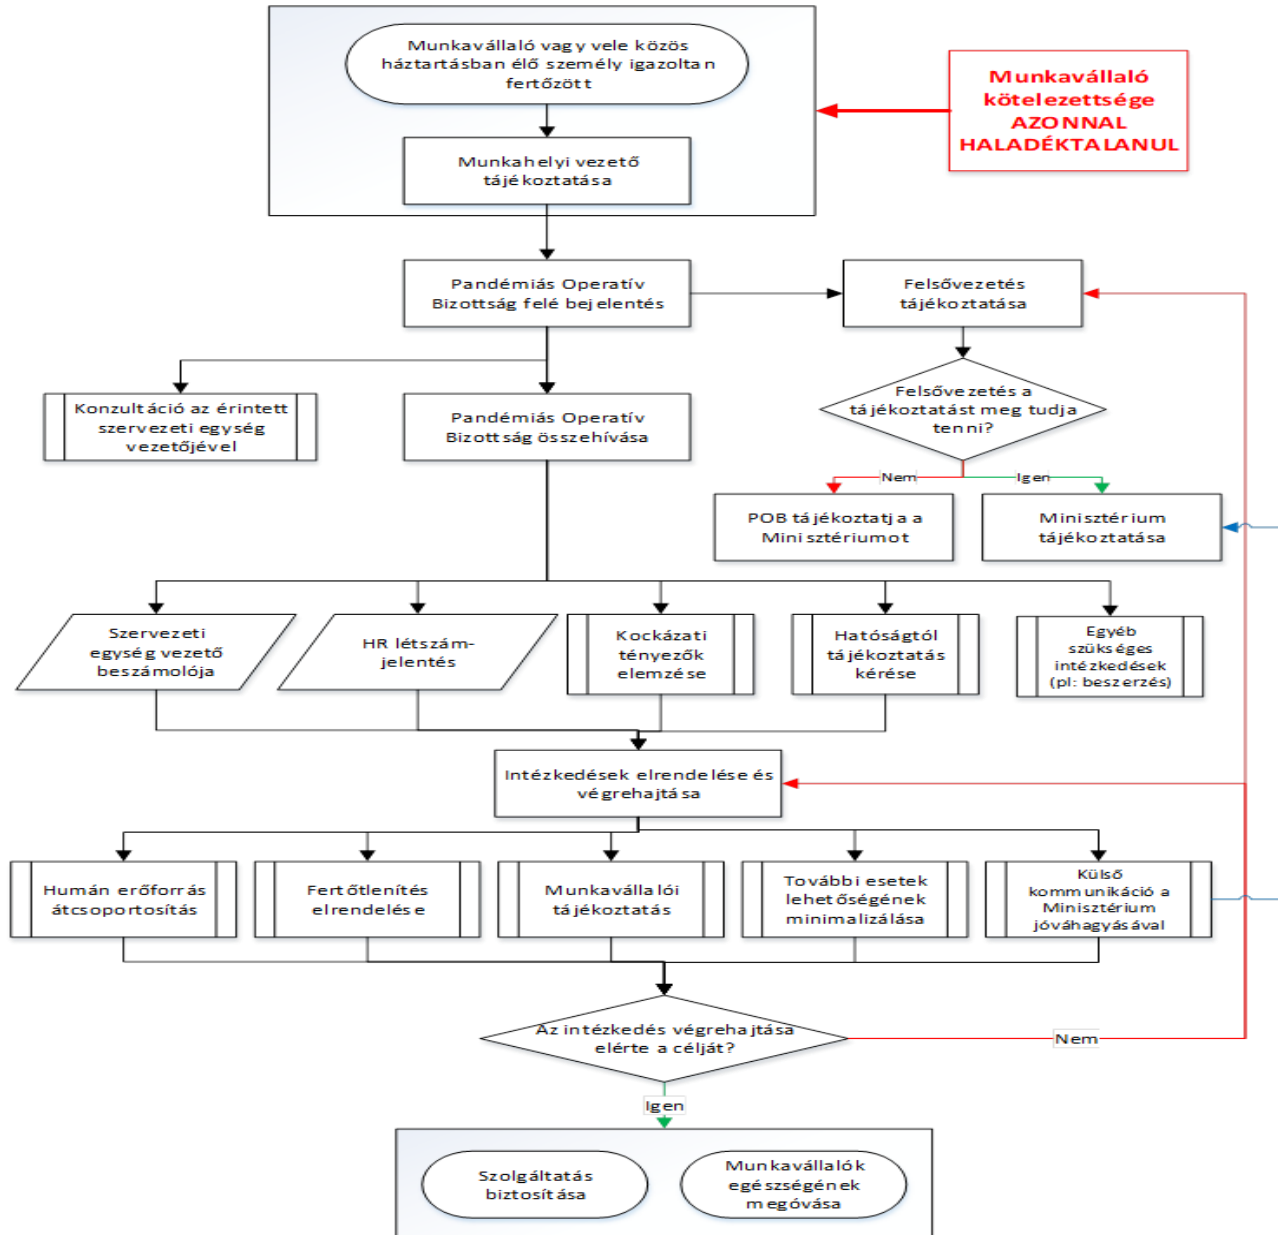 Munkavállaló vagy vele közös
háztartásban élő személy igazoltan
fertőzött
Munkavállaló
kötelezettsége
AZONNAL
HALADÉKTALANUL
Munkahelyi vezető
tájékoztatása
Pandémiás Operatív
Bizottság felé bejelentés
Felsővezetés
tájékoztatása
Konzultáció az érintett
szervezeti egység
vezetőjével
Pandémiás Operatív
Bizottság összehívása
Felsővezetés a
tájékoztatást meg tudja
tenni?
Nem
Igen
POB tájékoztatja a
Minisztériumot
Minisztérium
tájékoztatása
Szervezeti
egység vezető
beszámolója
HR létszám-
jelentés
Kockázati
tényezők
elemzése
Hatóságtól
tájékoztatás
kérése
Egyéb
szükséges
intézkedések
(pl: beszerzés)
Intézkedések elrendelése és
végrehajtása
Humán erőforrás
átcsoportosítás
Fertőtlenítés
elrendelése
Munkavállalói
tájékoztatás
További esetek
lehetőségének
minimalizálása
Külső
kommunikáció a
Minisztérium
jóváhagyásával
Az intézkedés végrehajtása
elérte a célját?
Nem
Igen
Szolgáltatás
biztosítása
Munkavállalók
egészségének
megóvása